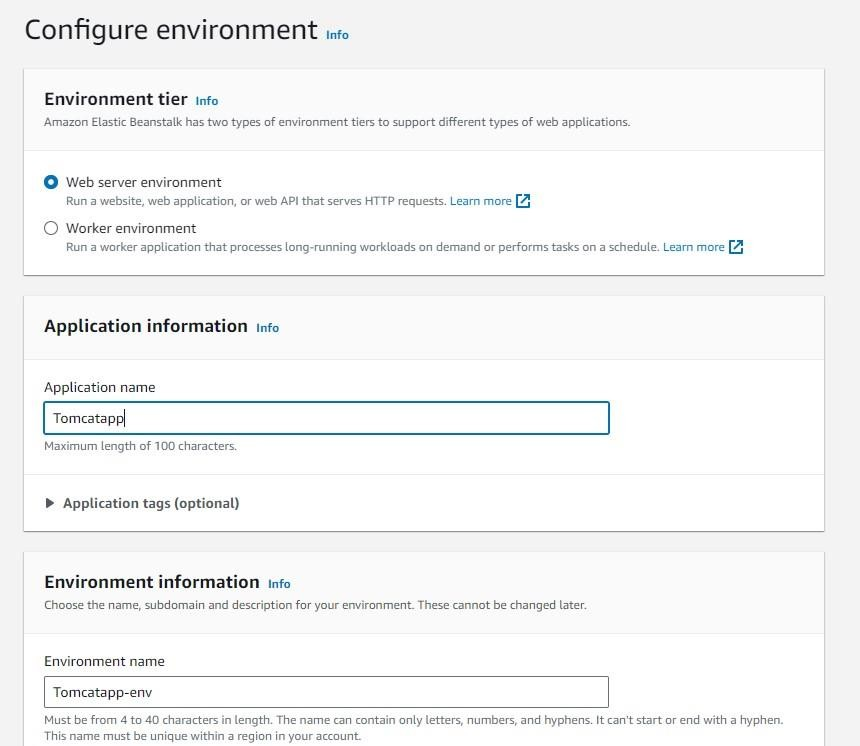 Configure environment Info
Environment tier Info
Amazon Elastic Beanstalk has two types of environment tiers to support different types of web applications.
Web server environment
Run a website, web application, or web API that serves HTTP requests. Learn more
Worker environment
Run a worker application that processes long-running workloads on demand or performs tasks on a schedule. Learn more
Application information Info
Application name
Tomcatapp
Maximum length of 100 characters.
Application tags (optional)
Environment information Info
Choose the name, subdomain and description for your environment. These cannot be changed later.
Environment name
Tomcatapp-env
Must be from 4 to 40 characters in length. The name can contain only letters, numbers, and hyphens. It can't start or end with a hyphen.
This name must be unique within a region in your account.